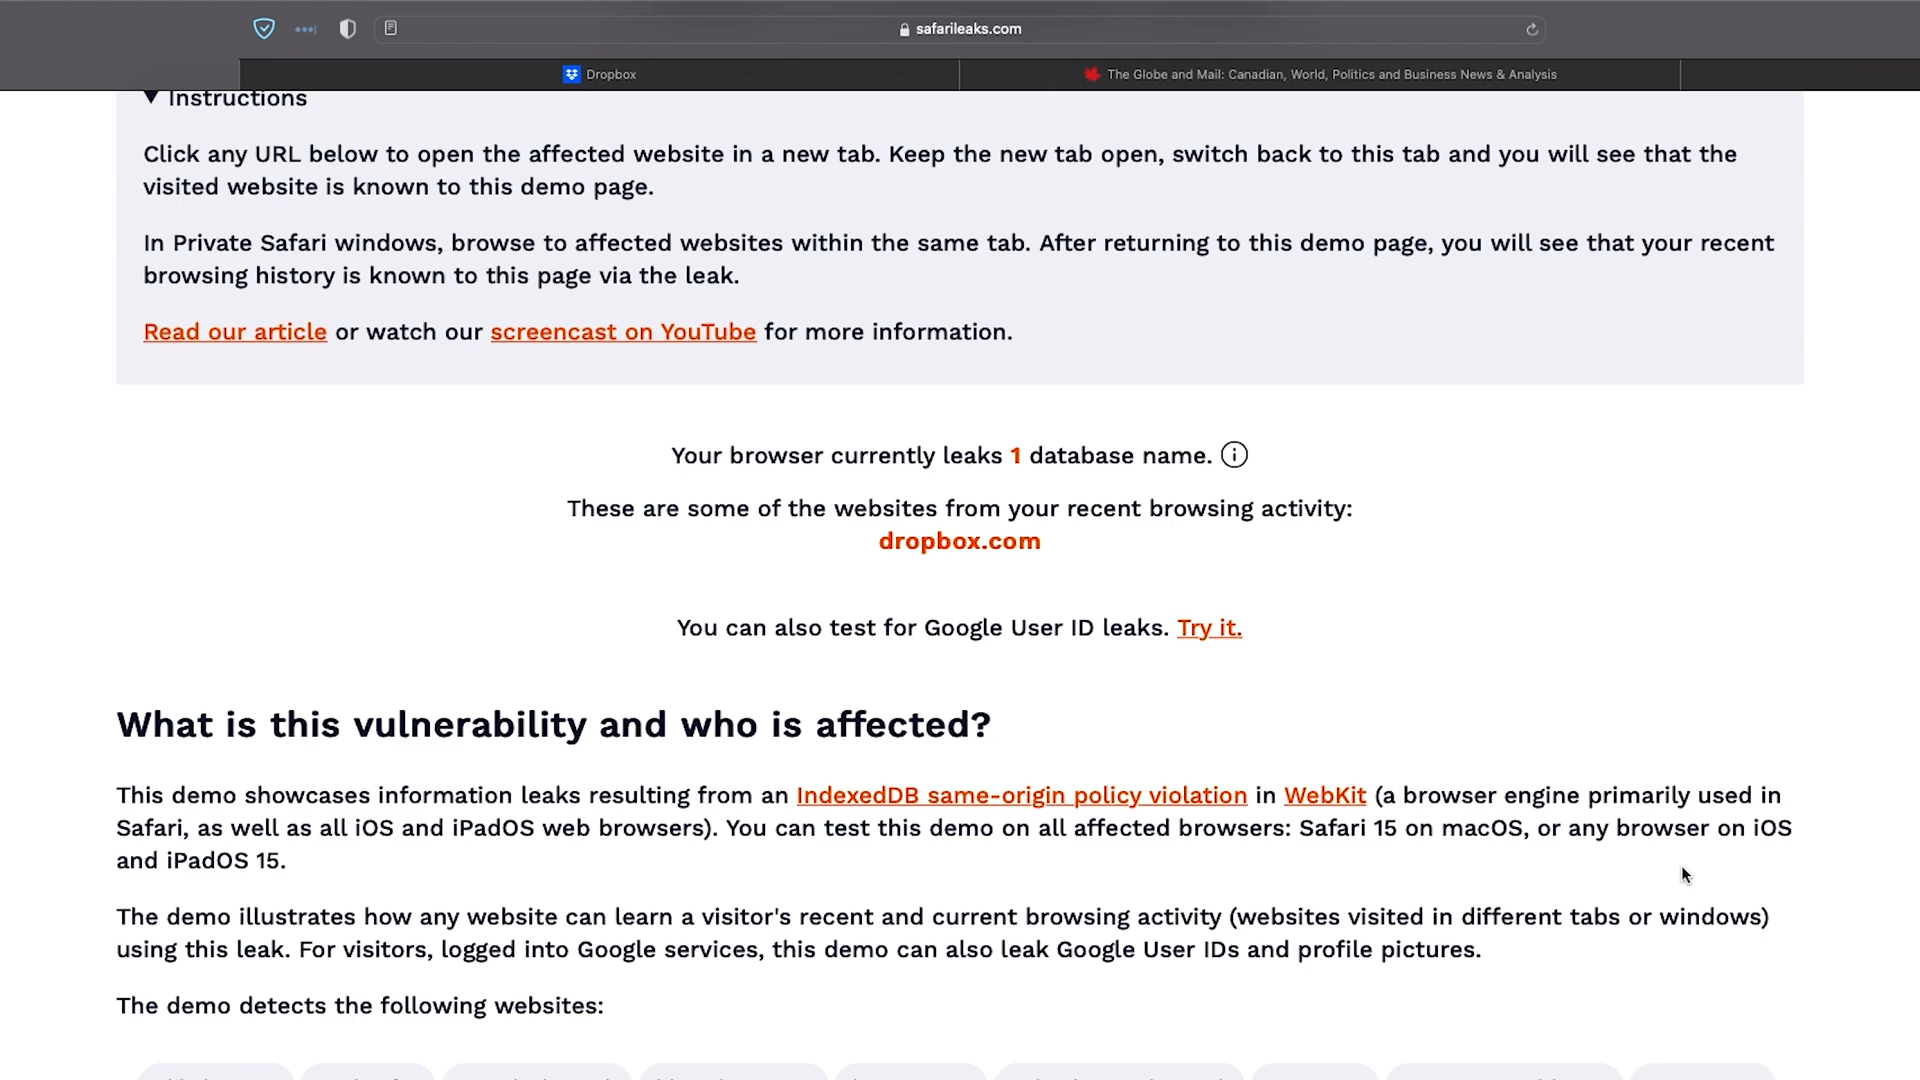 safarileaks.com
Dropbox
The Globe and Mail: Canadian, World, Politics and Business News & Analysis
Instructions
Click any URL below to open the affected website in a new tab. Keep the new tab open, switch back to this tab and you will see that the
visited website is known to this demo page.
In Private Safari windows, browse to affected websites within the same tab. After returning to this demo page, you will see that your recent
browsing history is known to this page via the leak.
Read our article or watch our screencast on YouTube for more information.
Your browser currently leaks 1 database name.
These are some of the websites from your recent browsing activity:
dropbox.com
You can also test for Google User ID leaks. Try it.
What is this vulnerability and who is affected?
This demo showcases information leaks resulting from an IndexedDB same-origin policy violation in WebKit (a browser engine primarily used in
Safari, as well as all iOS and iPadOS web browsers). You can test this demo on all affected browsers: Safari 15 on macOS, or any browser on iOS
and iPadOS 15.
The demo illustrates how any website can learn a visitor's recent and current browsing activity (websites visited in different tabs or windows)
using this leak. For visitors, logged into Google services, this demo can also leak Google User IDs and profile pictures.
The demo detects the following websites: